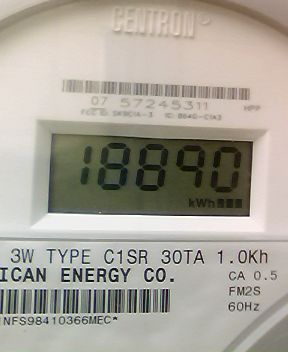 CENTRON
07 57245311 HPP
18890
kWh
3W TYPE C1SR 30TA 1.0Kh
ICAN ENERGY CO. CA 0.5
FM2S
NFS98410366MEC* 60Hz